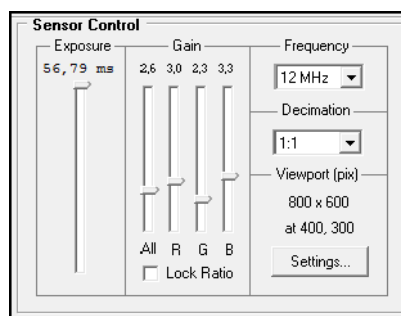 Sensor Control
Exposure
56,79 ms
Gain
2,6 3,0 2,3 3,3
All R G B
Lock Ratio
Frequency
12 MHz
Decimation
1:1
Viewport (pix)
800 x 600
at 400, 300
Settings...